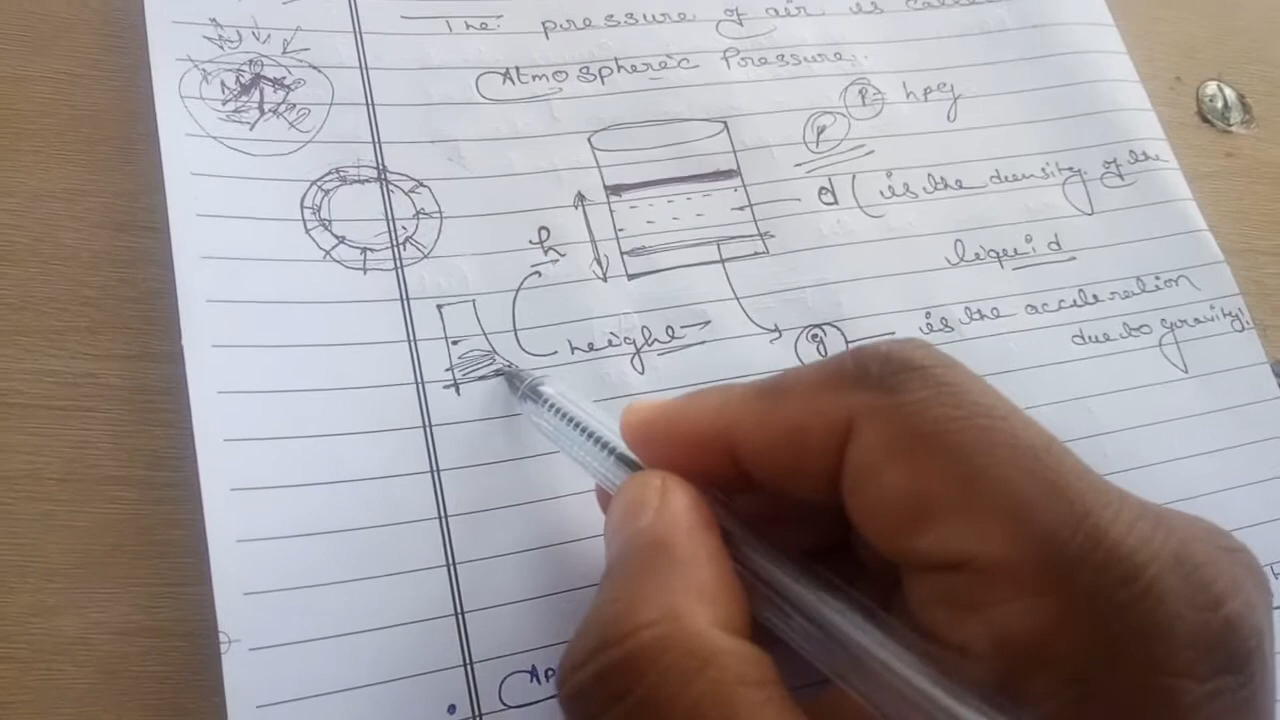 The pressure of air is
Atmospheric Pressure.
P P= hρg
d ( is the density of the
liquid
h
height
g is the acceleration
due to gravity.